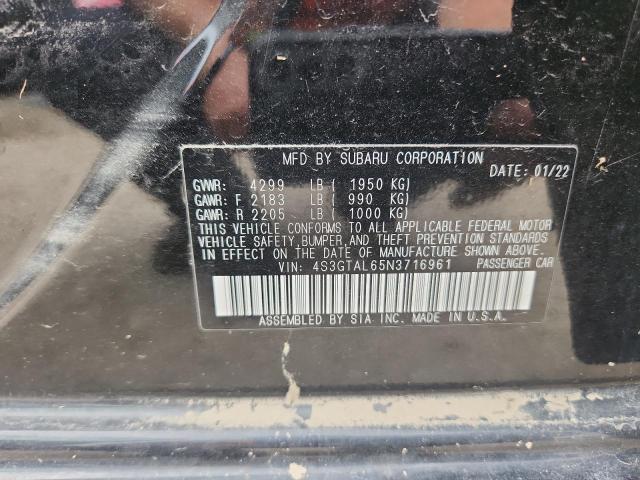 MFD BY SUBARU CORPORATION
DATE: 01/22
GVWR: 4299 LB ( 1950 KG)
GAWR: F 2183 LB ( 990 KG)
GAWR: R 2205 LB ( 1000 KG)
THIS VEHICLE CONFORMS TO ALL APPLICABLE FEDERAL MOTOR
VEHICLE SAFETY, BUMPER, AND THEFT PREVENTION STANDARDS
IN EFFECT ON THE DATE OF MANUFACTURE SHOWN ABOVE.
VIN: 4S3GTAL65N3716961 PASSENGER CAR
ASSEMBLED BY SIA INC. MADE IN U.S.A.